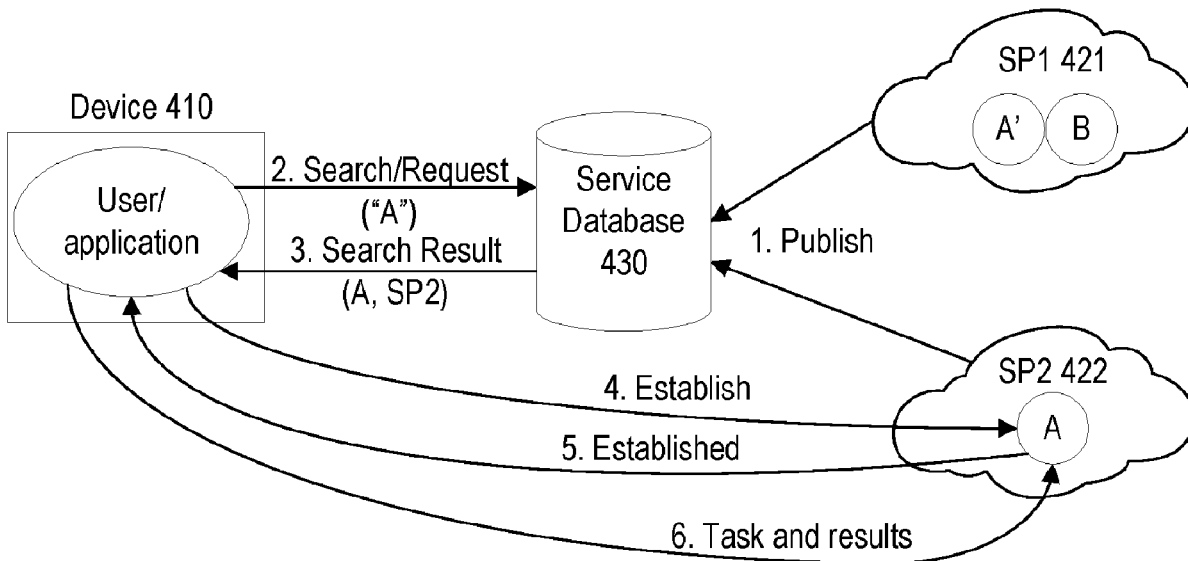 SP1 421
A'
B
Device 410
User/
application
2. Search/Request
("A")
3. Search Result
(A, SP2)
Service
Database
430
1. Publish
SP2 422
A
4. Establish
5. Established
6. Task and results